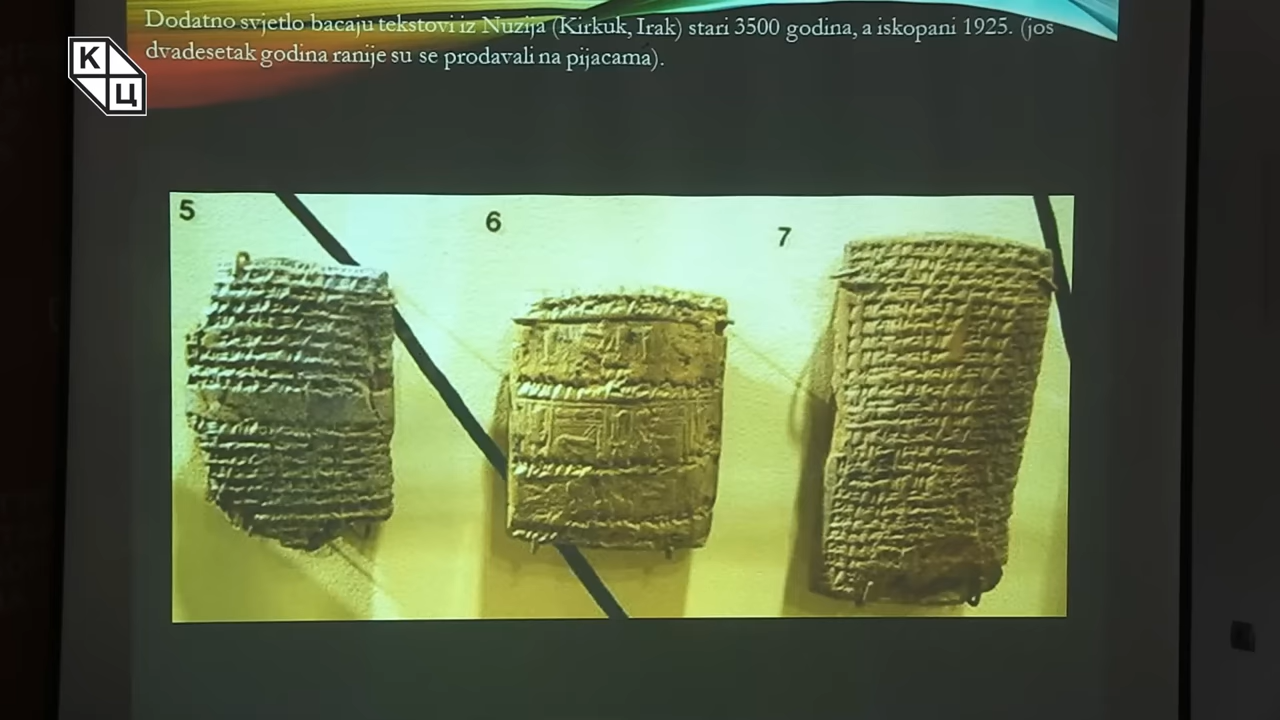 Dodatno svjetlo bacaju tekstovi iz Nuzija (Kirkuk, Irak) stari 3500 godina, a iskopani 1925. (jos
dvadesetak godina ranije su se prodavali na pijacama).
К
Ц
5
6
7